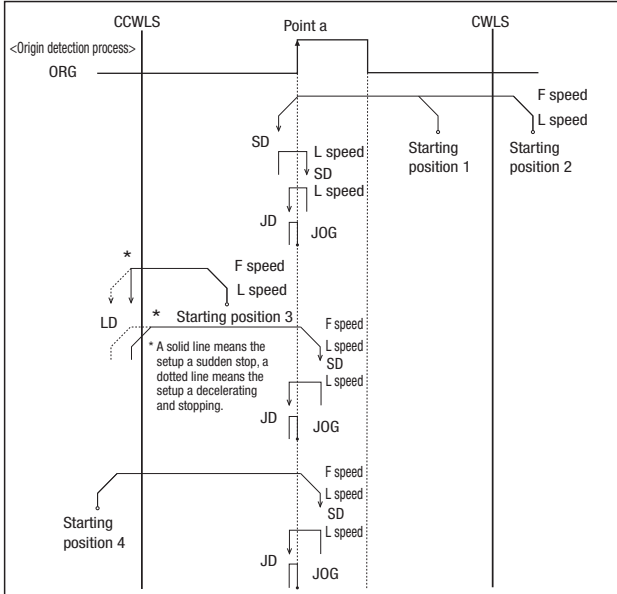 CCWLS
Point a
CWLS
<Origin detection process>
ORG
F speed
L speed
SD
Starting
position 1
Starting
position 2
L speed
SD
L speed
JD
JOG
*
F speed
L speed
LD
*
Starting position 3
F speed
L speed
SD
* A solid line means the
setup a sudden stop, a
dotted line means the
setup a decelerating
and stopping.
L speed
JD
JOG
F speed
L speed
SD
Starting
position 4
L speed
JD
JOG